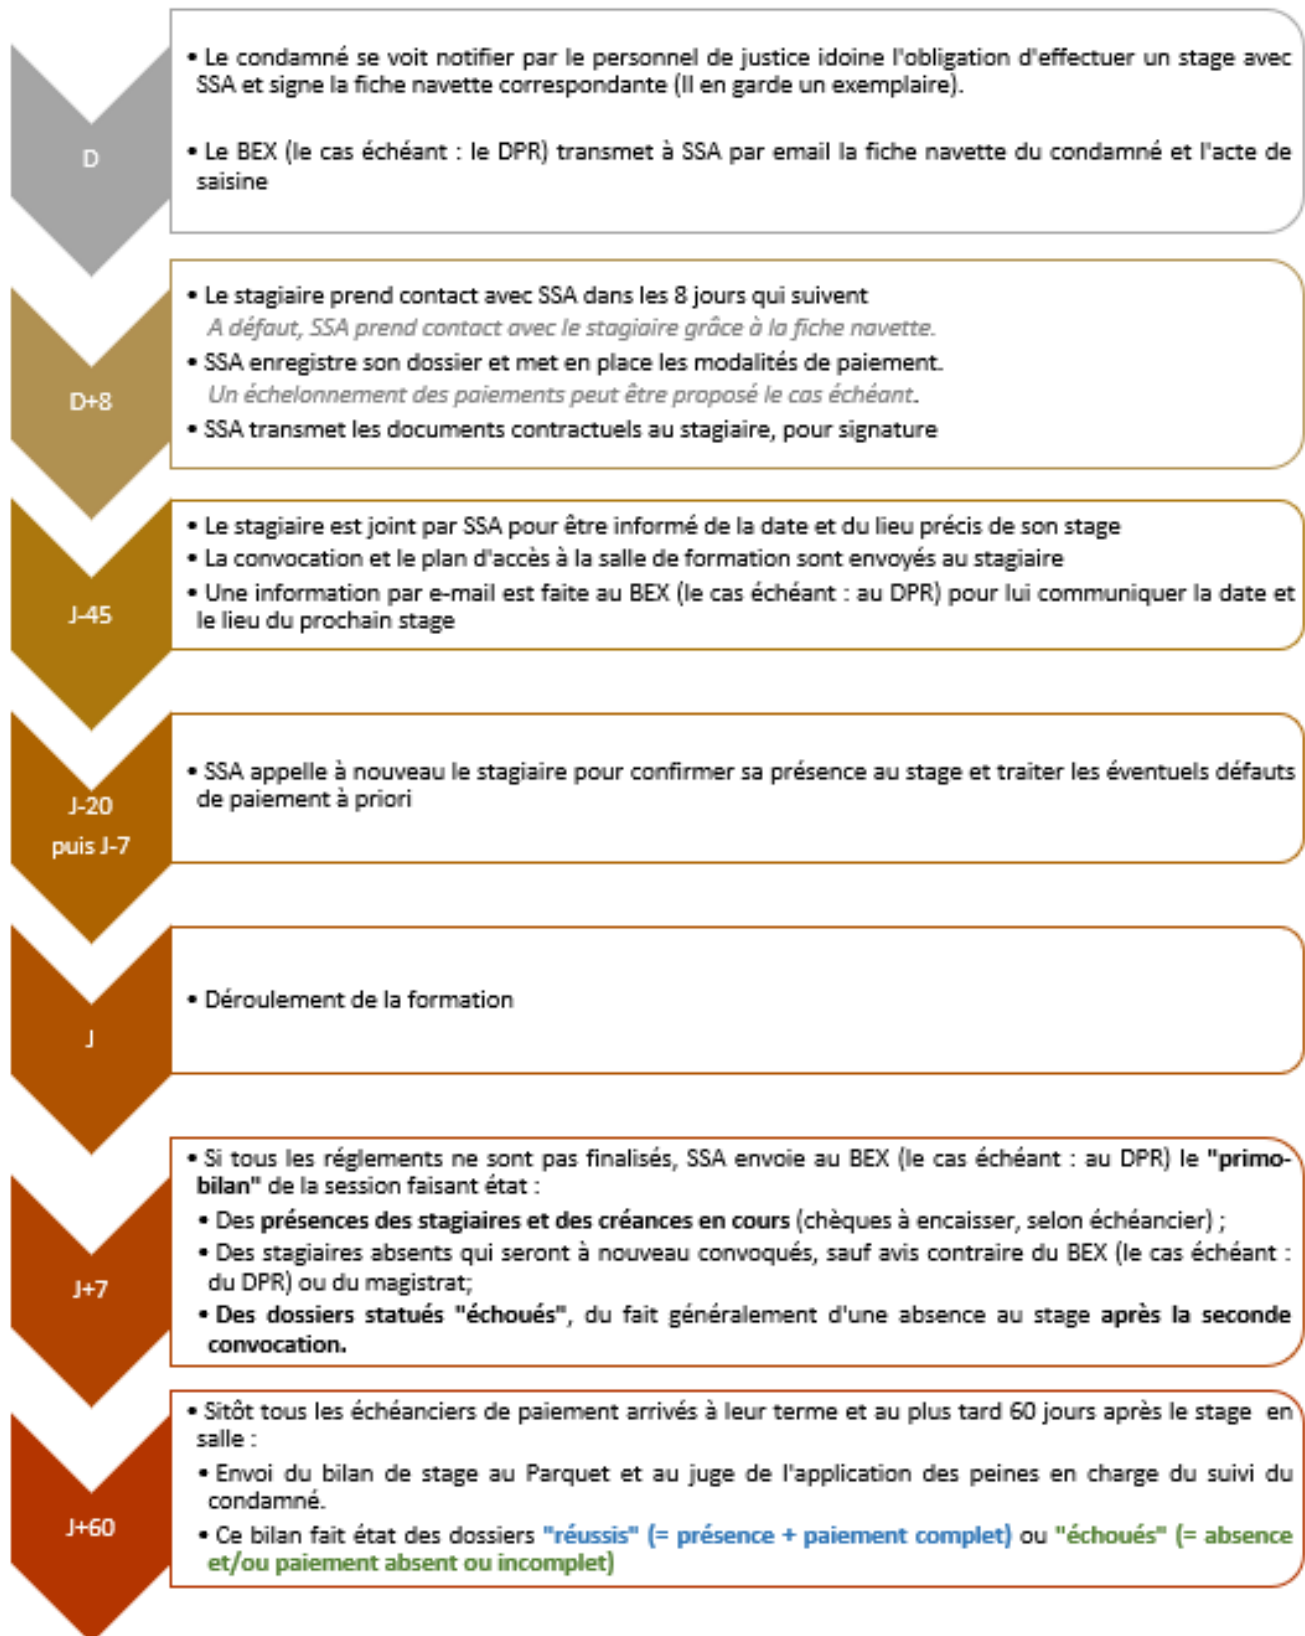 D
• Le condamné se voit notifier par le personnel de justice idoine l'obligation d'effectuer un stage avec
SSA et signe la fiche navette correspondante (Il en garde un exemplaire).
• Le BEX (le cas échéant : le DPR) transmet à SSA par email la fiche navette du condamné et l'acte de
saisine
D+8
• Le stagiaire prend contact avec SSA dans les 8 jours qui suivent
A défaut, SSA prend contact avec le stagiaire grâce à la fiche navette.
• SSA enregistre son dossier et met en place les modalités de paiement.
Un échelonnement des paiements peut être proposé le cas échéant.
• SSA transmet les documents contractuels au stagiaire, pour signature
J-45
• Le stagiaire est joint par SSA pour être informé de la date et du lieu précis de son stage
• La convocation et le plan d'accès à la salle de formation sont envoyés au stagiaire
• Une information par e-mail est faite au BEX (le cas échéant : au DPR) pour lui communiquer la date et
le lieu du prochain stage
J-20
puis J-7
• SSA appelle à nouveau le stagiaire pour confirmer sa présence au stage et traiter les éventuels défauts
de paiement à priori
J
• Déroulement de la formation
J+7
• Si tous les réglements ne sont pas finalisés, SSA envoie au BEX (le cas échéant : au DPR) le "primo-
bilan" de la session faisant état :
• Des présences des stagiaires et des créances en cours (chèques à encaisser, selon échéancier) ;
• Des stagiaires absents qui seront à nouveau convoqués, sauf avis contraire du BEX (le cas échéant :
du DPR) ou du magistrat;
• Des dossiers statués "échoués", du fait généralement d'une absence au stage après la seconde
convocation.
J+60
• Sitôt tous les échéanciers de paiement arrivés à leur terme et au plus tard 60 jours après le stage en
salle :
• Envoi du bilan de stage au Parquet et au juge de l'application des peines en charge du suivi du
condamné.
• Ce bilan fait état des dossiers "réussis" (= présence + paiement complet) ou "échoués" (= absence
et/ou paiement absent ou incomplet)